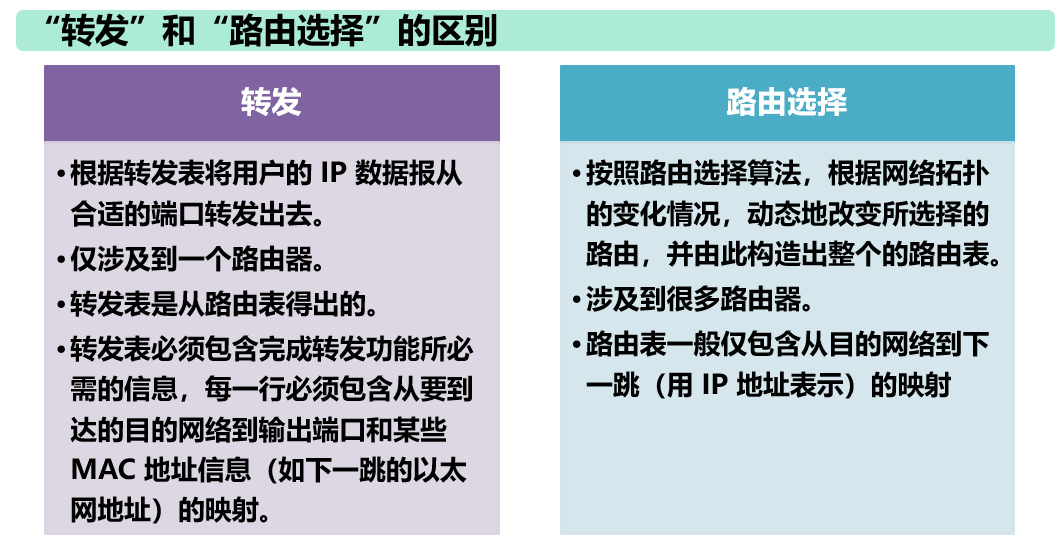 “转发”和“路由选择”的区别
转发
•根据转发表将用户的 IP 数据报从
合适的端口转发出去。
•仅涉及到一个路由器。
•转发表是从路由表得出的。
•转发表必须包含完成转发功能所必
需的信息，每一行必须包含从要到
达的目的网络到输出端口和某些
MAC 地址信息（如下一跳的以太
网地址）的映射。
路由选择
•按照路由选择算法，根据网络拓扑
的变化情况，动态地改变所选择的
路由，并由此构造出整个的路由表。
•涉及到很多路由器。
•路由表一般仅包含从目的网络到下
一跳（用 IP 地址表示）的映射